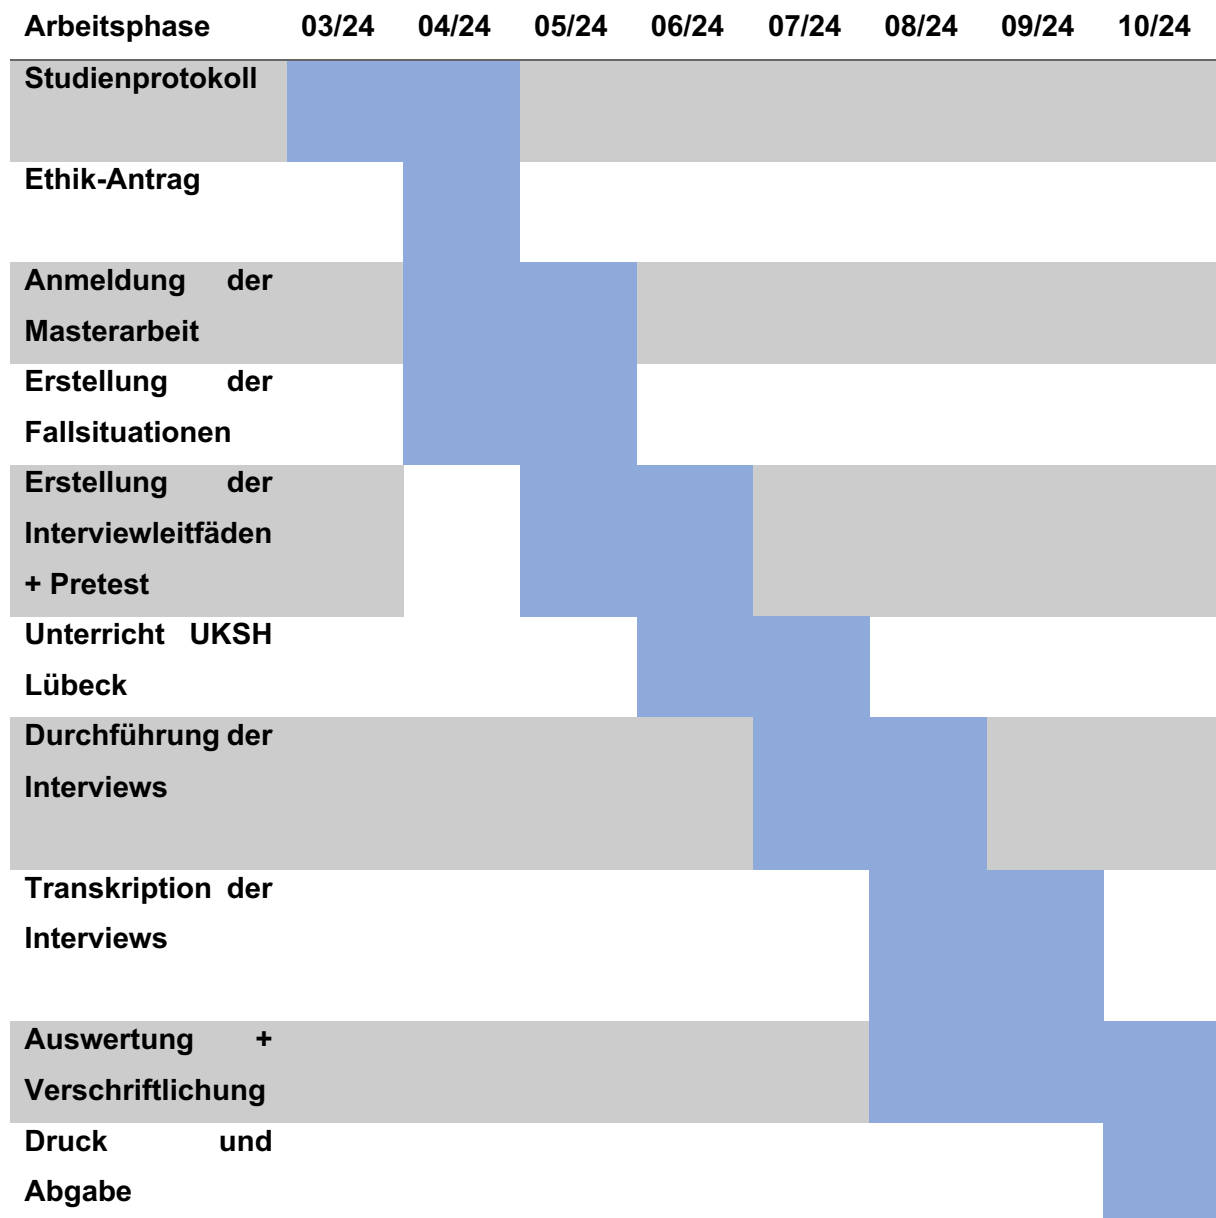 Arbeitsphase 03/24 04/24 05/24 06/24 07/24 08/24 09/24 10/24
Studienprotokoll
Ethik-Antrag
Anmeldung der
Masterarbeit
Erstellung der
Fallsituationen
Erstellung der
Interviewleitfäden
+ Pretest
Unterricht UKSH
Lübeck
Durchführung der
Interviews
Transkription der
Interviews
Auswertung +
Verschriftlichung
Druck und
Abgabe